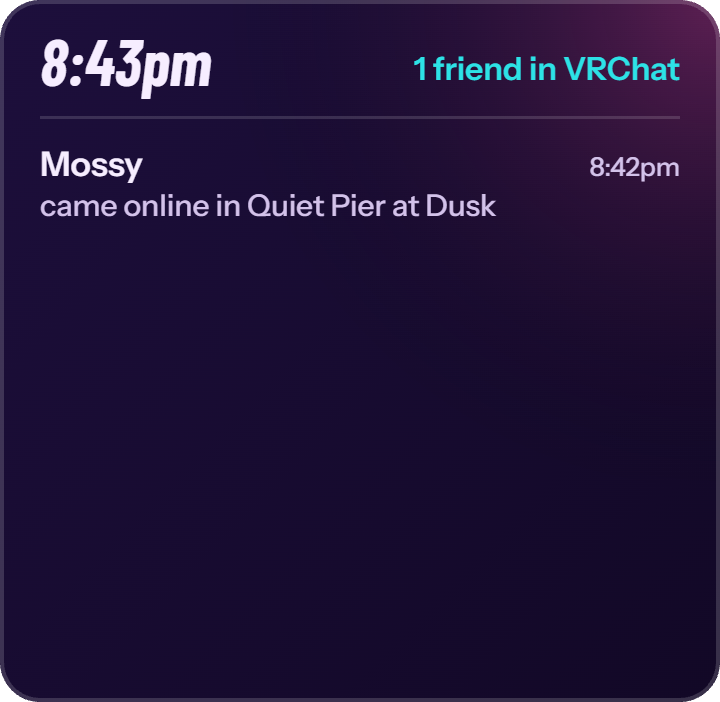 8:43pm
1 friend in VRChat
Mossy
8:42pm
came online in Quiet Pier at Dusk